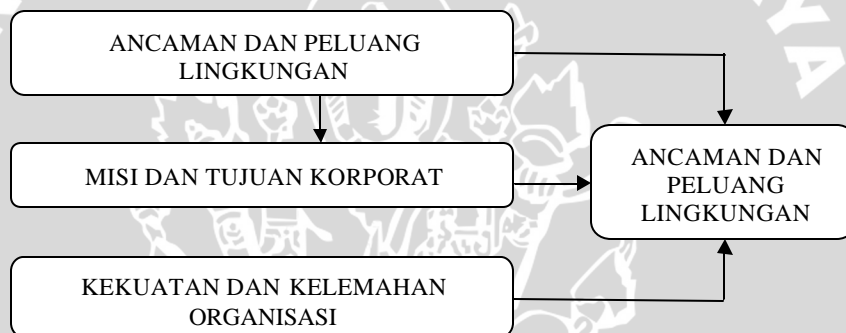 ANCAMAN DAN PELUANG
LINGKUNGAN
MISI DAN TUJUAN KORPORAT
KEKUATAN DAN KELEMAHAN
ORGANISASI
ANCAMAN DAN
PELUANG
LINGKUNGAN